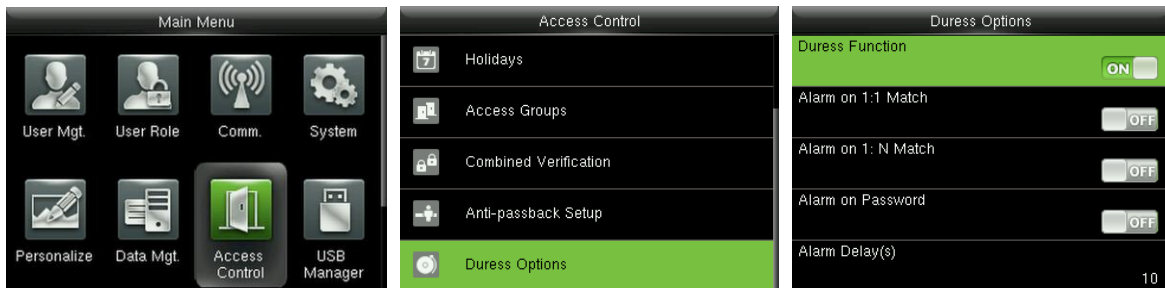 Main Menu
User Mgt.
User Role
Comm.
System
Personalize
Data Mgt.
Access
Control
USB
Manager
Access Control
7
Holidays
Access Groups
Combined Verification
Anti-passback Setup
Duress Options
Duress Options
Duress Function
ON
Alarm on 1:1 Match
OFF
Alarm on 1: N Match
OFF
Alarm on Password
OFF
Alarm Delay(s)
10